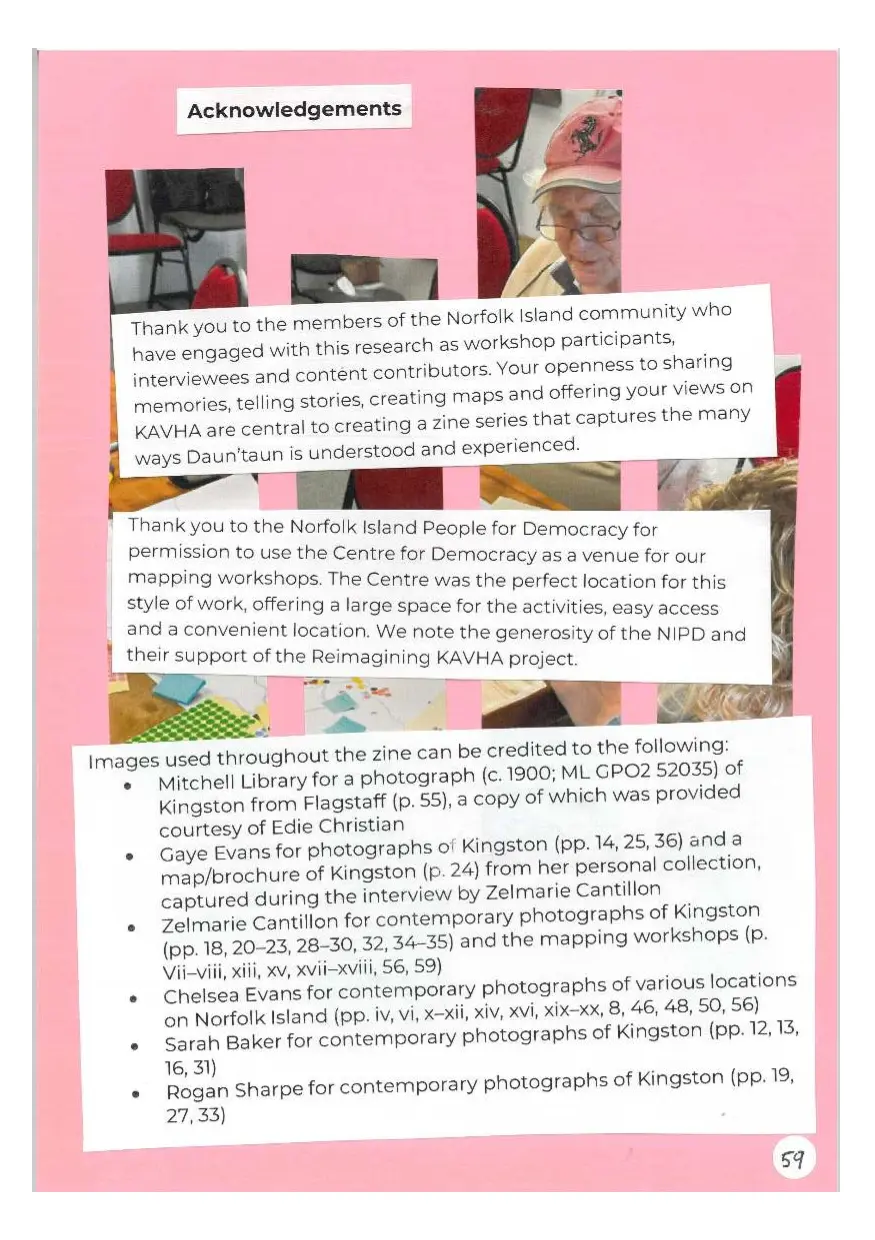 Acknowledgements
Thank you to the members of the Norfolk Island community who
have engaged with this research as workshop participants,
interviewees and content contributors. Your openness to sharing
memories, telling stories, creating maps and offering your views on
KAVHA are central to creating a zine series that captures the many
ways Daun'taun is understood and experienced.
Thank you to the Norfolk Island People for Democracy for
permission to use the Centre for Democracy as a venue for our
mapping workshops. The Centre was the perfect location for this
style of work, offering a large space for the activities, easy access
and a convenient location. We note the generosity of the NIPD and
their support of the Reimagining KAVHA project.
Images used throughout the zine can be credited to the following:
• Mitchell Library for a photograph (c. 1900; ML GPO2 52035) of
Kingston from Flagstaff (p. 55), a copy of which was provided
courtesy of Edie Christian
• Gaye Evans for photographs of Kingston (pp. 14, 25, 36) and a
map/brochure of Kingston (p. 24) from her personal collection,
captured during the interview by Zelmarie Cantillon
• Zelmarie Cantillon for contemporary photographs of Kingston
(pp. 18, 20–23, 28–30, 32, 34–35) and the mapping workshops (p.
Vii–viii, xiii, xv, xvii–xviii, 56, 59)
• Chelsea Evans for contemporary photographs of various locations
on Norfolk Island (pp. iv, vi, x–xii, xiv, xvi, xix–xx, 8, 46, 48, 50, 56)
• Sarah Baker for contemporary photographs of Kingston (pp. 12, 13,
16, 31)
• Rogan Sharpe for contemporary photographs of Kingston (pp. 19,
27, 33)
59